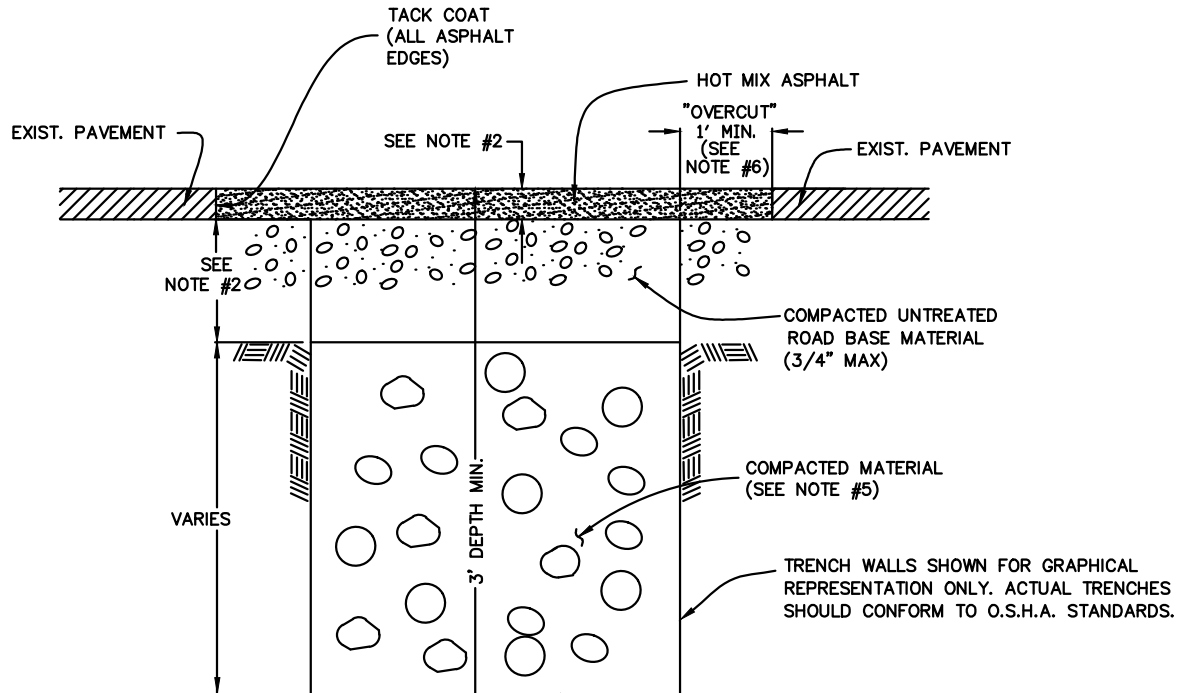 TACK COAT
(ALL ASPHALT
EDGES)
HOT MIX ASPHALT
"OVERCUT"
1' MIN.
(SEE
NOTE #6)
EXIST. PAVEMENT
SEE NOTE #2
EXIST. PAVEMENT
SEE
NOTE #2
COMPACTED UNTREATED
ROAD BASE MATERIAL
(3/4" MAX)
COMPACTED MATERIAL
(SEE NOTE #5)
VARIES
3' DEPTH MIN.
TRENCH WALLS SHOWN FOR GRAPHICAL
REPRESENTATION ONLY. ACTUAL TRENCHES
SHOULD CONFORM TO O.S.H.A. STANDARDS.